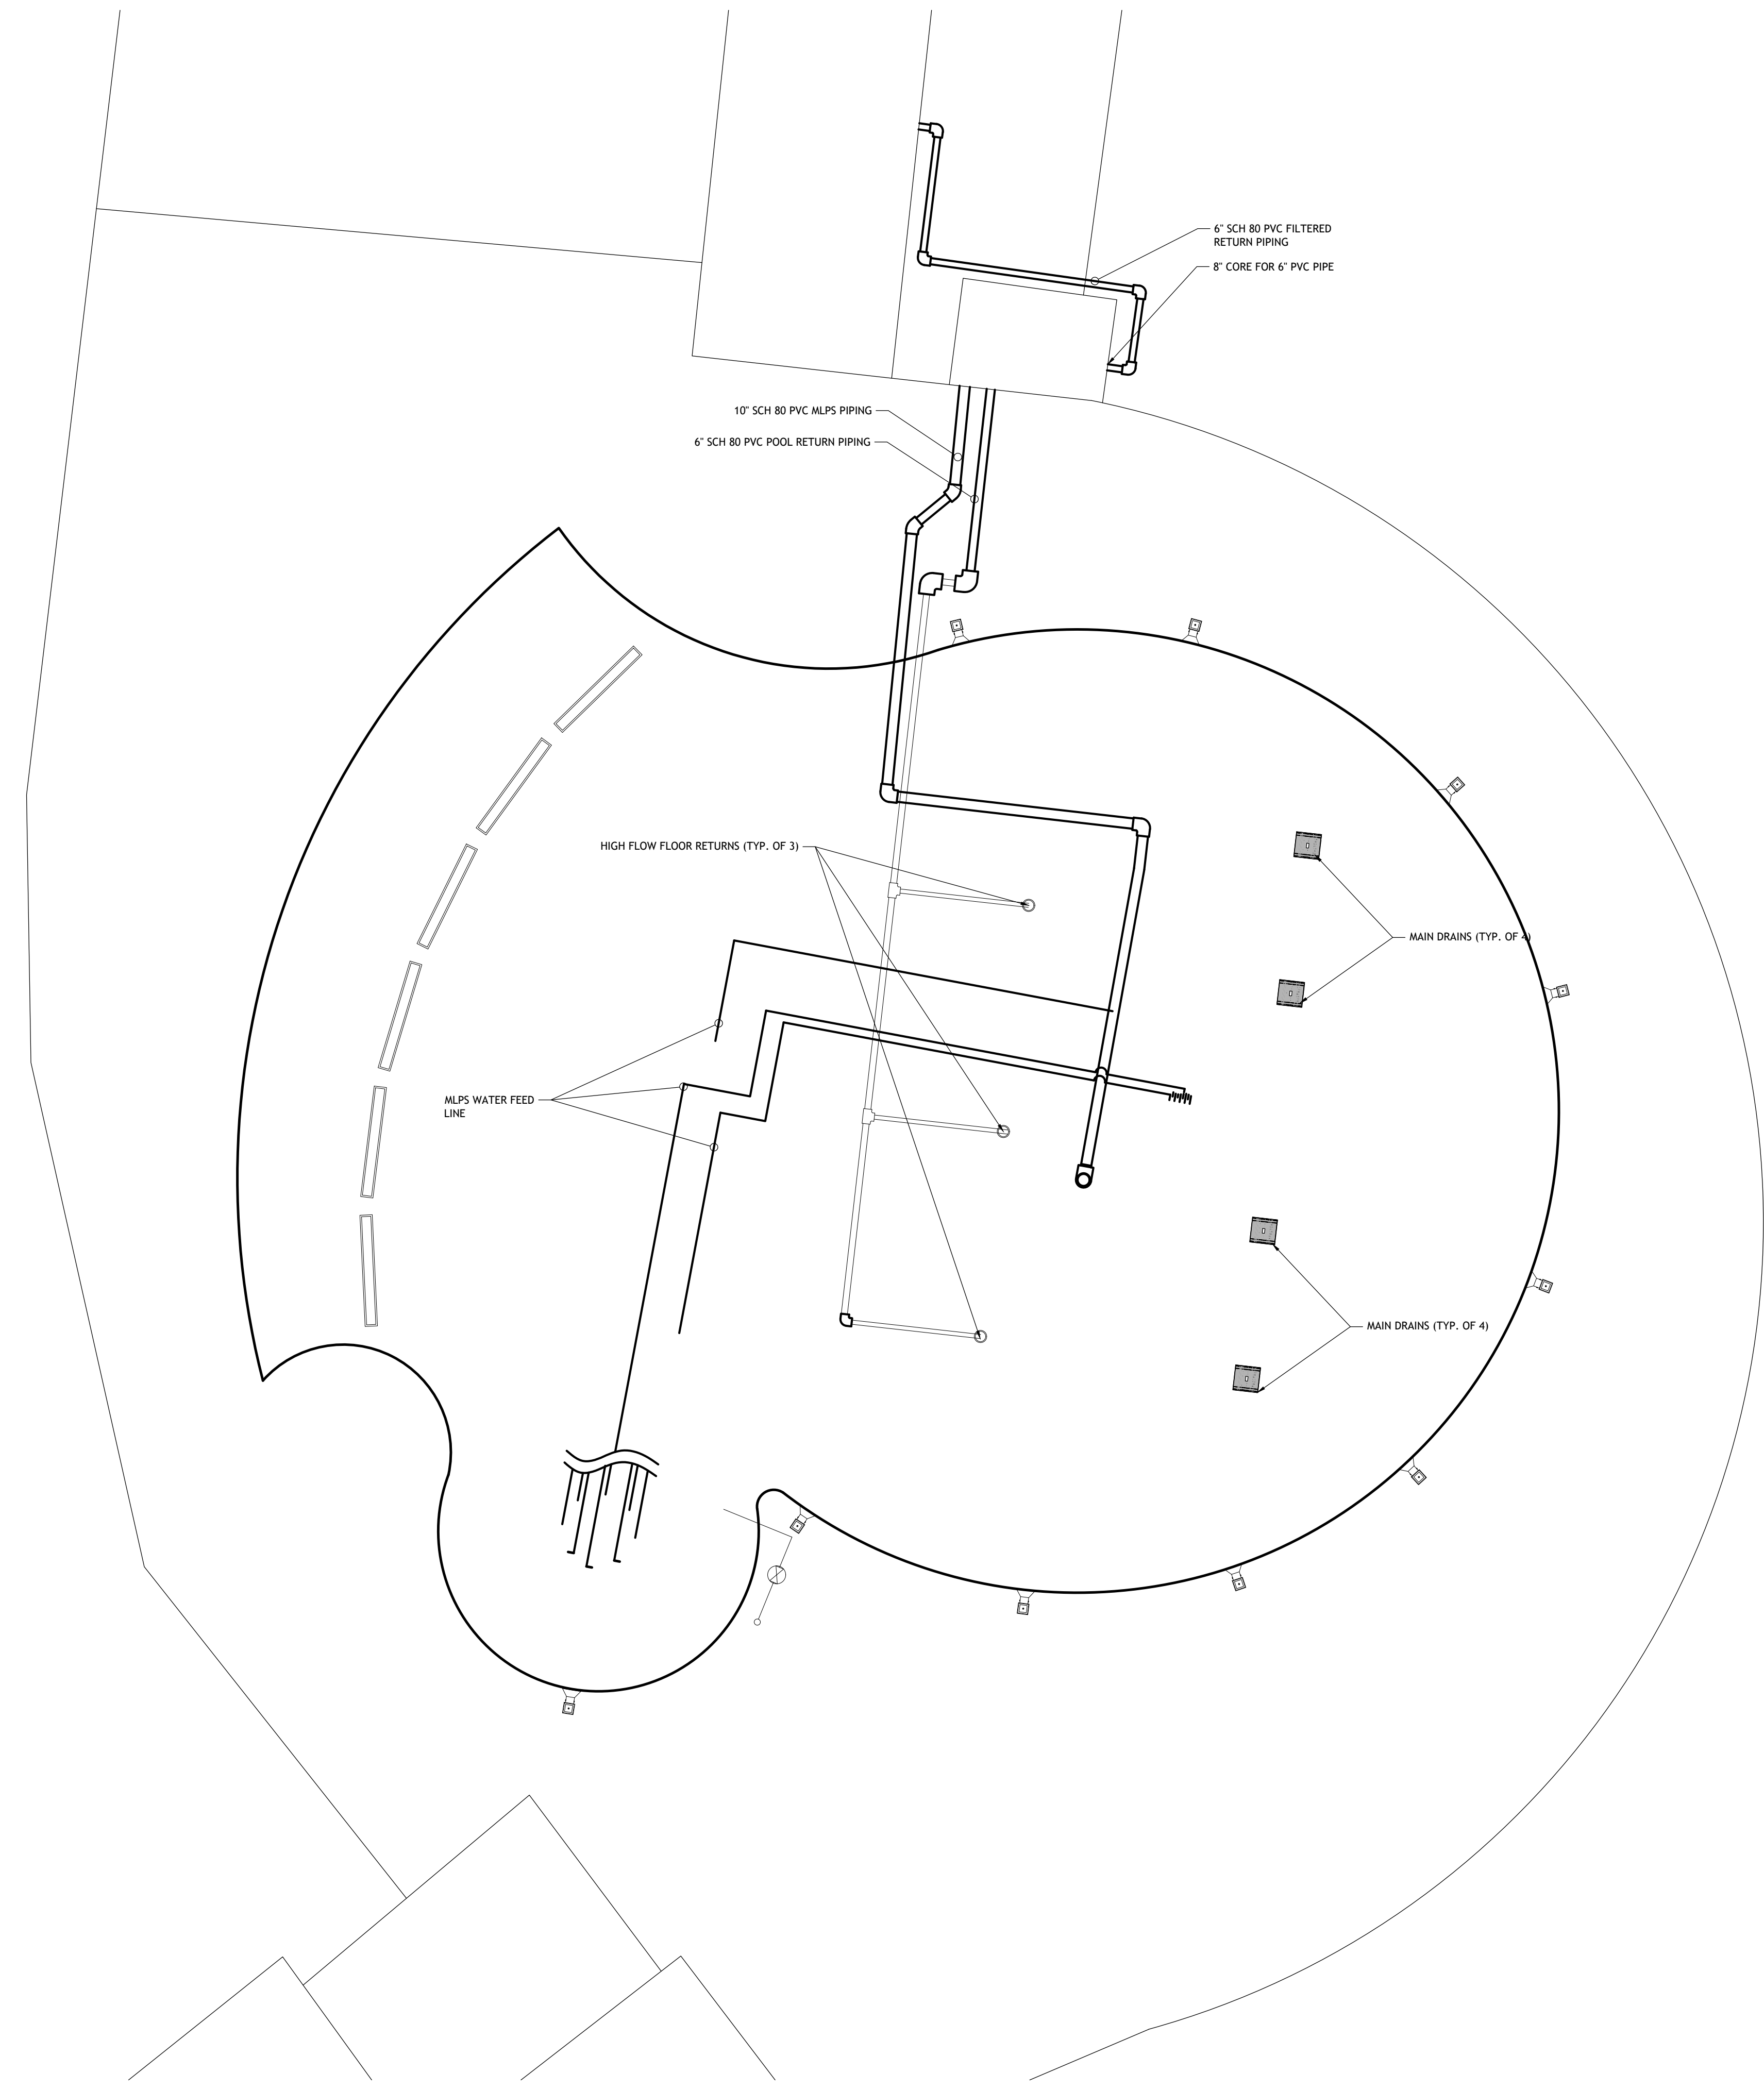 6" SCH 80 PVC FILTERED
RETURN PIPING
8" CORE FOR 6" PVC PIPE
10" SCH 80 PVC MLPS PIPING
6" SCH 80 PVC POOL RETURN PIPING
HIGH FLOW FLOOR RETURNS (TYP. OF 3)
MAIN DRAINS (TYP. OF 4)
MLPS WATER FEED
LINE
MAIN DRAINS (TYP. OF 4)